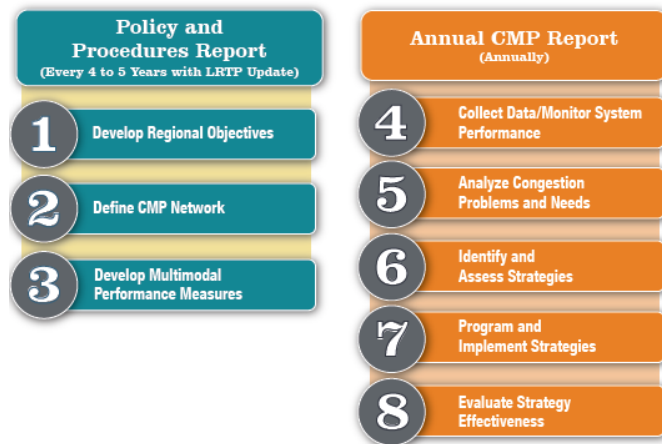 Policy and
Procedures Report
(Every 4 to 5 Years with LRTP Update)
1
Develop Regional Objectives
2
Define CMP Network
3
Develop Multimodal
Performance Measures
Annual CMP Report
(Annually)
4
Collect Data/Monitor System
Performance
5
Analyze Congestion
Problems and Needs
6
Identify and
Assess Strategies
7
Program and
Implement Strategies
8
Evaluate Strategy
Effectiveness